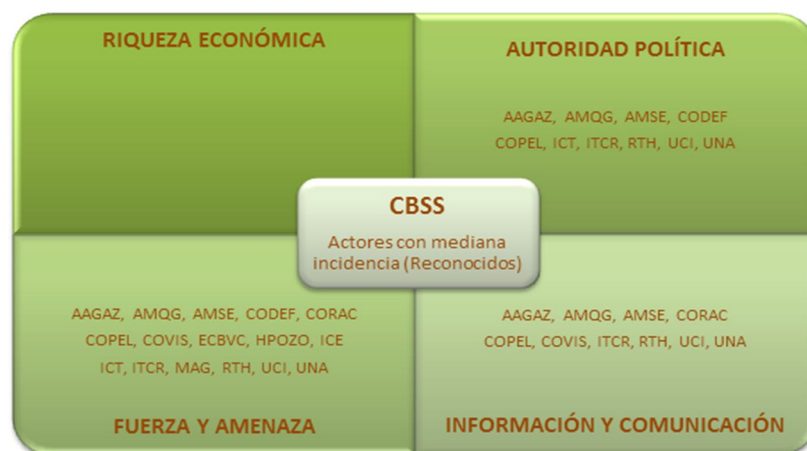 RIQUEZA ECONÓMICA
AUTORIDAD POLÍTICA
AAGAZ, AMQG, AMSE, CODEF
COPEL, ICT, ITCR, RTH, UCI, UNA
CBSS
Actores con mediana
incidencia (Reconocidos)
AAGAZ, AMQG, AMSE, CODEF, CORAC
COPEL, COVIS, ECBVC, HPOZO, ICE
ICT, ITCR, MAG, RTH, UCI, UNA
FUERZA Y AMENAZA
AAGAZ, AMQG, AMSE, CORAC
COPEL, COVIS, ITCR, RTH, UCI, UNA
INFORMACIÓN Y COMUNICACIÓN